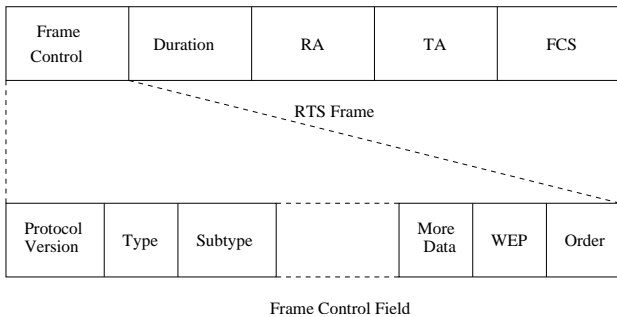 Frame
Control
Duration
RA
TA
FCS
RTS Frame
Protocol
Version
Type
Subtype
More
Data
WEP
Order
Frame Control Field